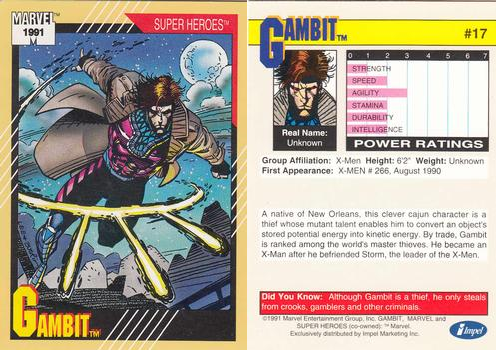 MARVEL™
1991
M
SUPER HEROES™
GAMBIT™
GAMBIT™
#17
0 1 2 3 4 5 6 7
STRENGTH
SPEED
AGILITY
STAMINA
DURABILITY
INTELLIGENCE
Real Name:
Unknown
POWER RATINGS
Group Affiliation: X-Men Height: 6'2" Weight: Unknown
First Appearance: X-MEN # 266, August 1990
A native of New Orleans, this clever cajun character is a
thief whose mutant talent enables him to convert an object's
stored potential energy into kinetic energy. By trade, Gambit
is ranked among the world's master thieves. He became an
X-Man after he befriended Storm, the leader of the X-Men.
Did You Know: Although Gambit is a thief, he only steals
from crooks, gamblers and other criminals.
©1991 Marvel Entertainment Group, Inc. GAMBIT, MARVEL and
SUPER HEROES (co-owned): ™ Marvel.
Exclusively distributed by Impel Marketing Inc.
impel